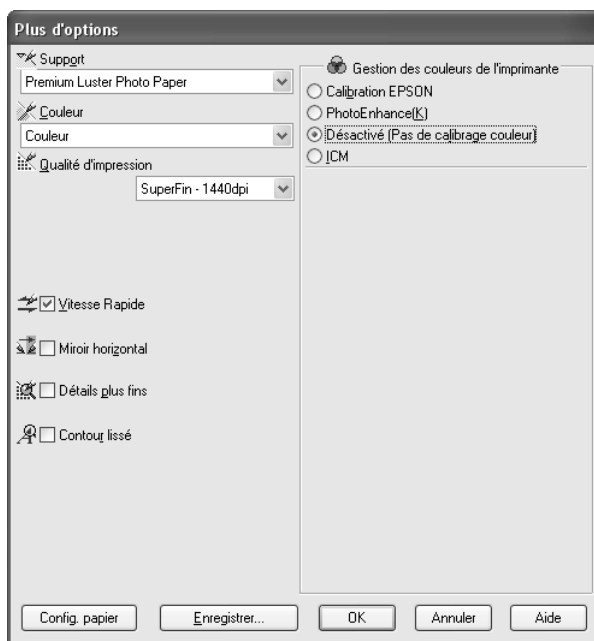 Plus d'options
Support
Premium Luster Photo Paper
Couleur
Couleur
Qualité d'impression
SuperFin - 1440dpi
Vitesse Rapide
Miroir horizontal
Détails plus fins
Contour lissé
Gestion des couleurs de l'imprimante
Calibration EPSON
PhotoEnhance(K)
Désactivé (Pas de calibrage couleur)
ICM
Config. papier
Enregistrer...
OK
Annuler
Aide